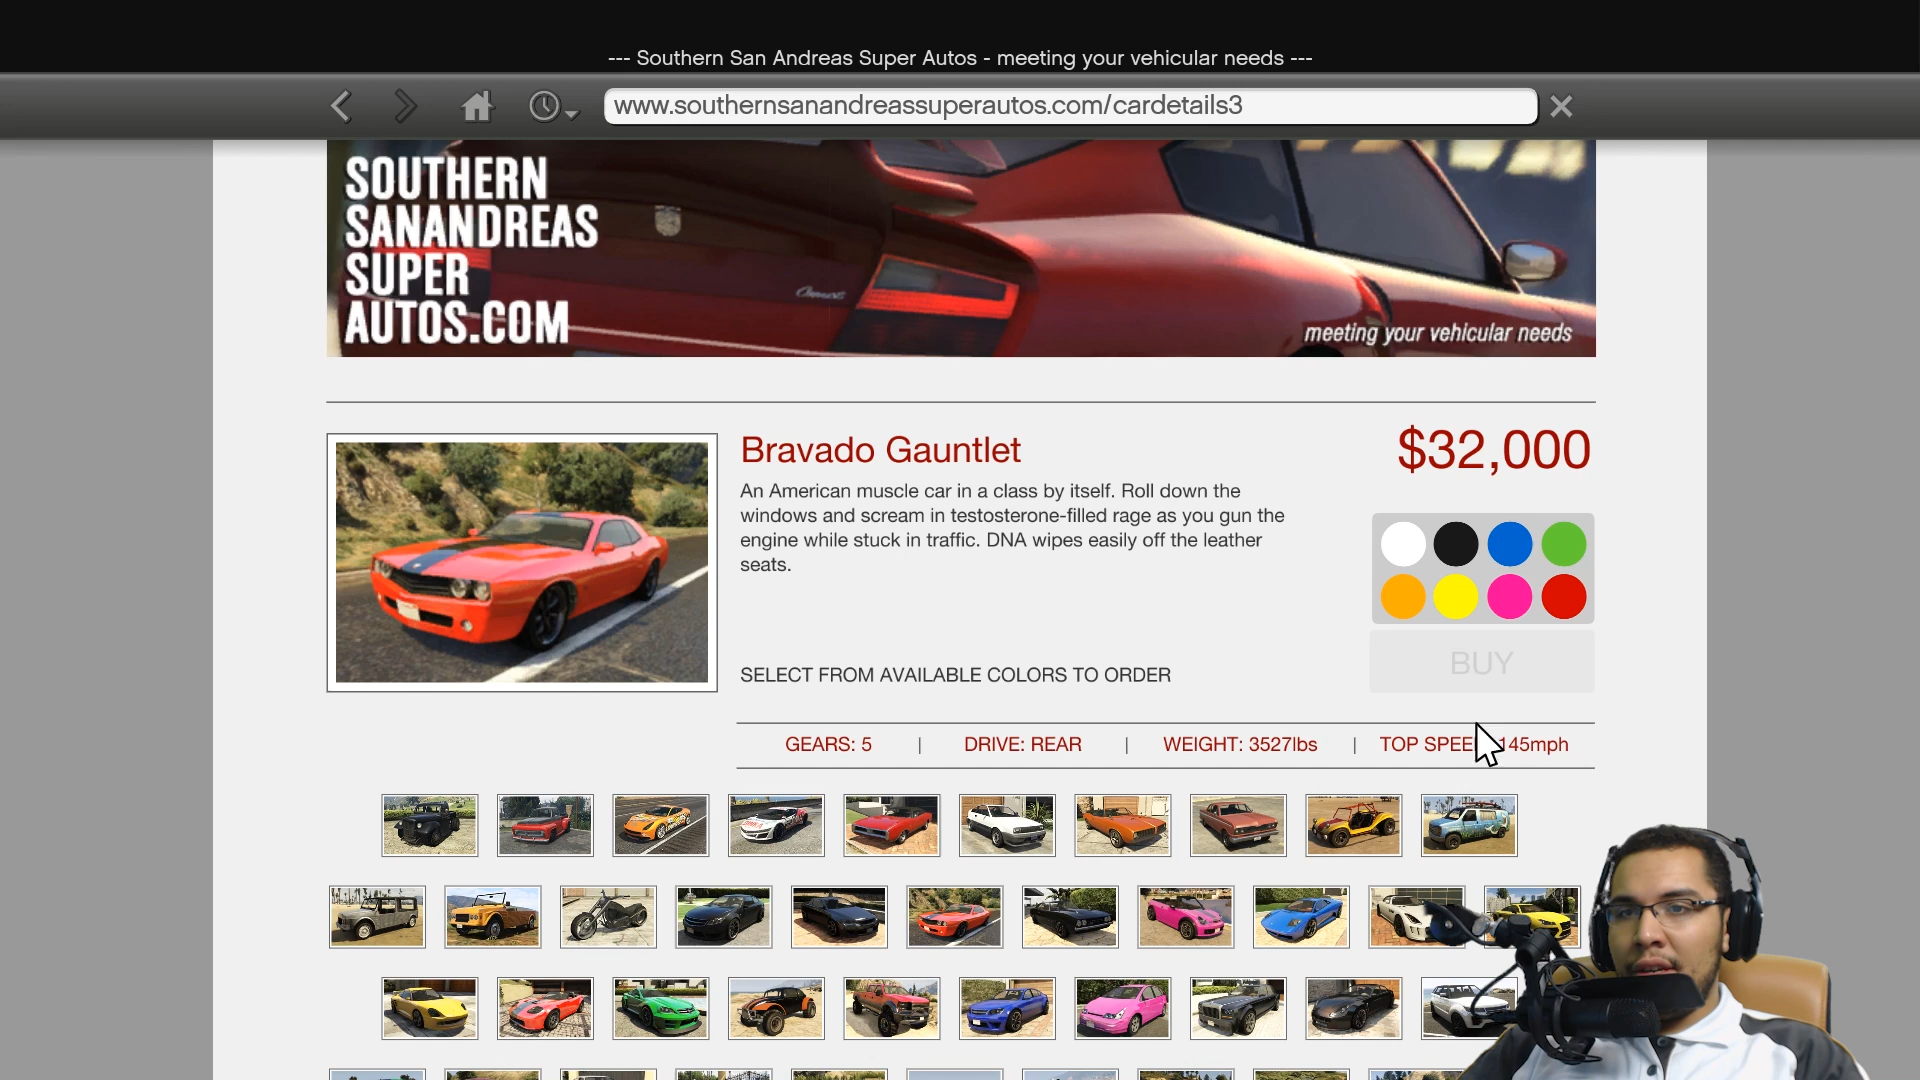 --- Southern San Andreas Super Autos - meeting your vehicular needs ---
www.southernsanandreassuperautos.com/cardetails3
SOUTHERN
SANANDREAS
SUPER
AUTOS.COM
meeting your vehicular needs
Bravado Gauntlet
$32,000
An American muscle car in a class by itself. Roll down the
windows and scream in testosterone-filled rage as you gun the
engine while stuck in traffic. DNA wipes easily off the leather
seats.
SELECT FROM AVAILABLE COLORS TO ORDER
BUY
GEARS: 5 | DRIVE: REAR | WEIGHT: 3527lbs | TOP SPEE 145mph